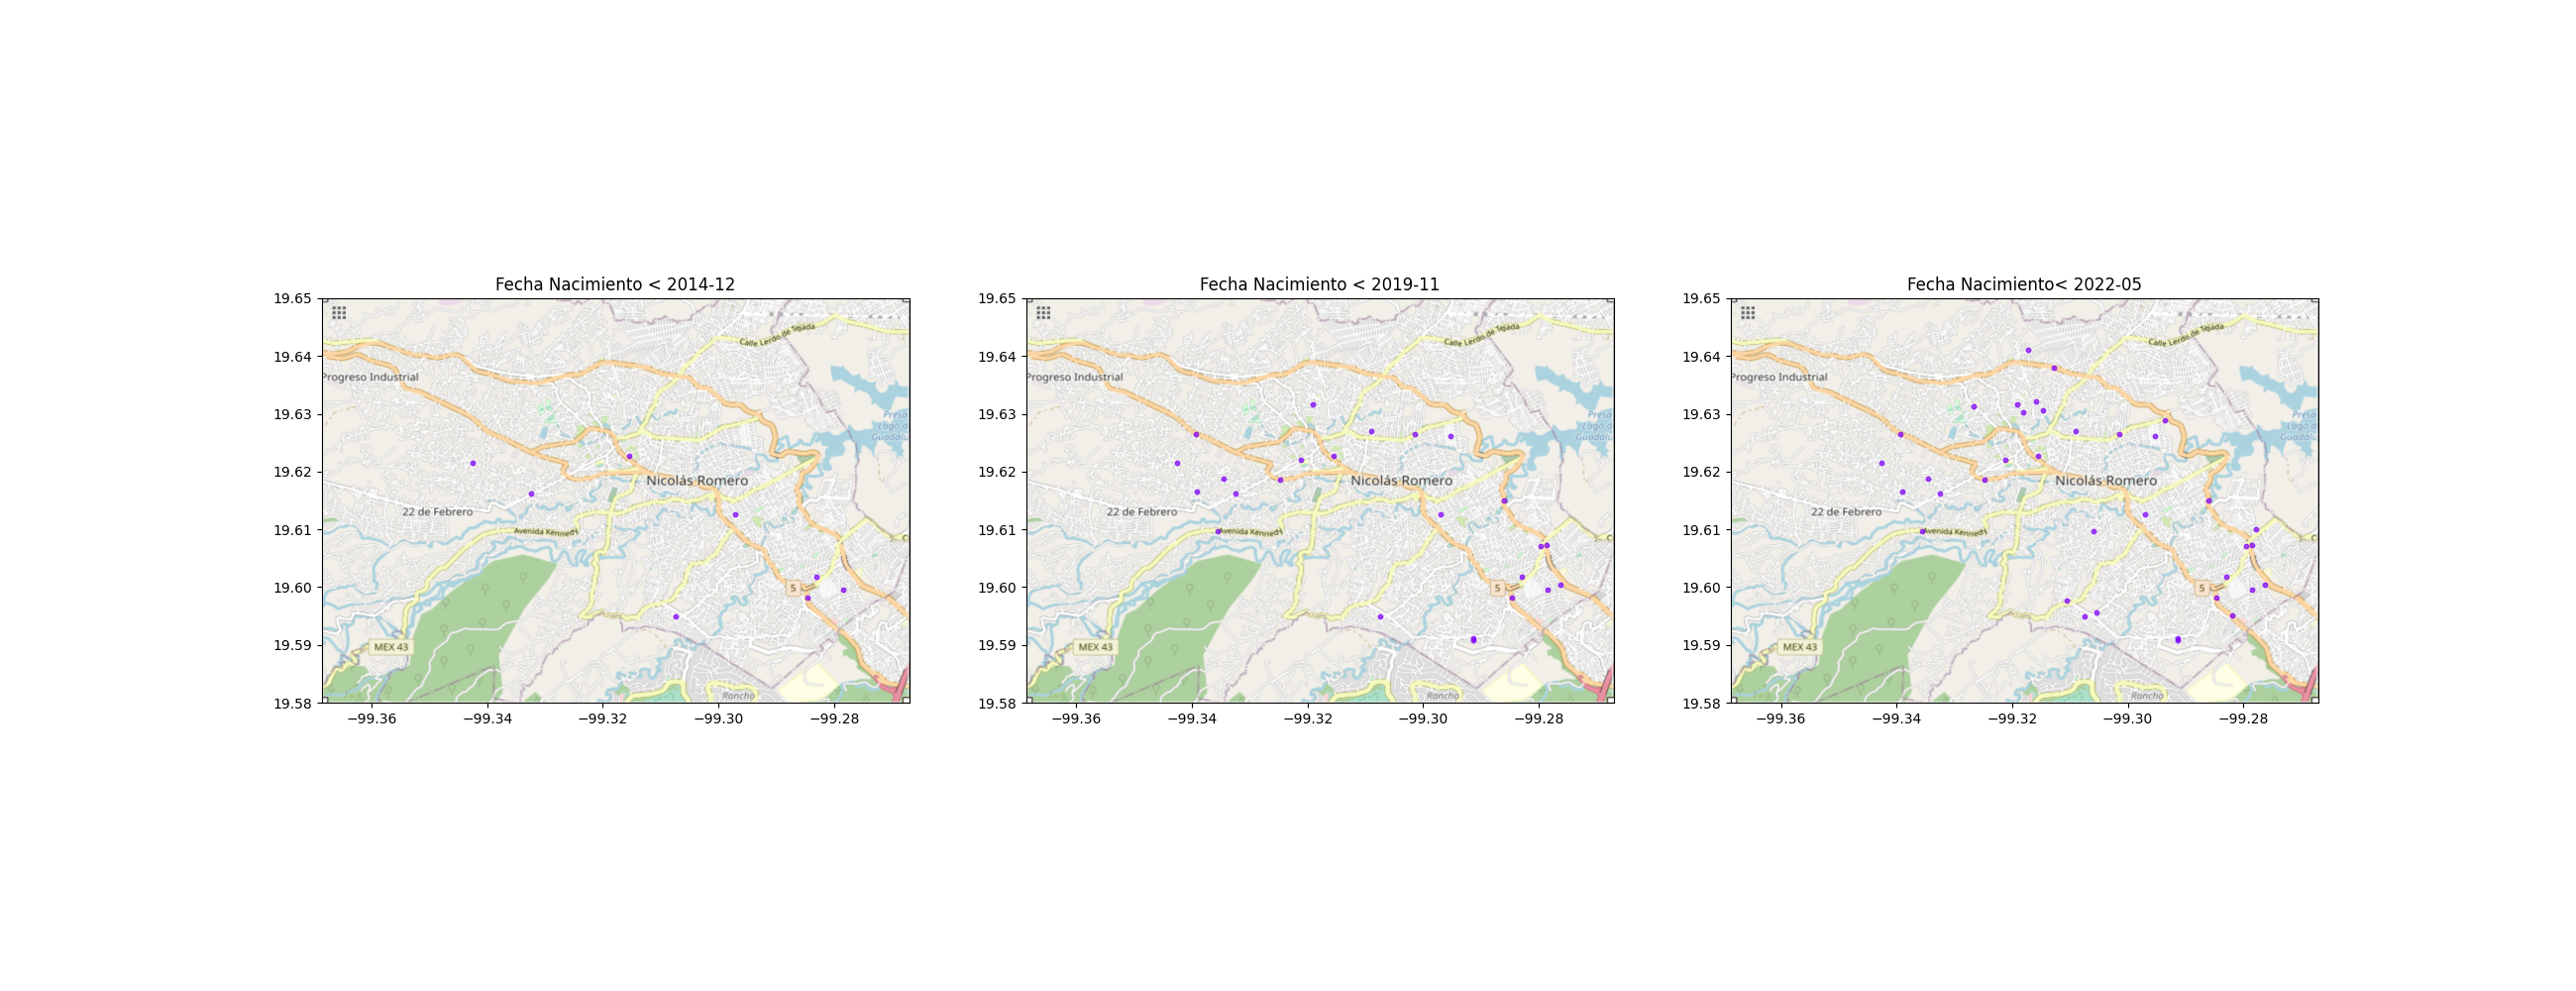 Fecha Nacimiento < 2014-12
19.65
19.64
19.63
19.62
19.61
19.60
19.59
19.58
−99.36
−99.34
−99.32
−99.30
−99.28
Calle Lerdo de Tejada
Progreso Industrial
Presa
Lago de
Nicolás Romero
22 de Febrero
Avenida Kennedy
5
MEX 43
Rancho
Fecha Nacimiento < 2019-11
19.65
19.64
19.63
19.62
19.61
19.60
19.59
19.58
−99.36
−99.34
−99.32
−99.30
−99.28
Calle Lerdo de Tejada
Progreso Industrial
Presa
Lago de
Nicolás Romero
22 de Febrero
Avenida Kennedy
5
MEX 43
Rancho
Fecha Nacimiento< 2022-05
19.65
19.64
19.63
19.62
19.61
19.60
19.59
19.58
−99.36
−99.34
−99.32
−99.30
−99.28
Calle Lerdo de Tejada
Progreso Industrial
Presa
Lago de
Nicolás Romero
22 de Febrero
Avenida Kennedy
5
MEX 43
Rancho